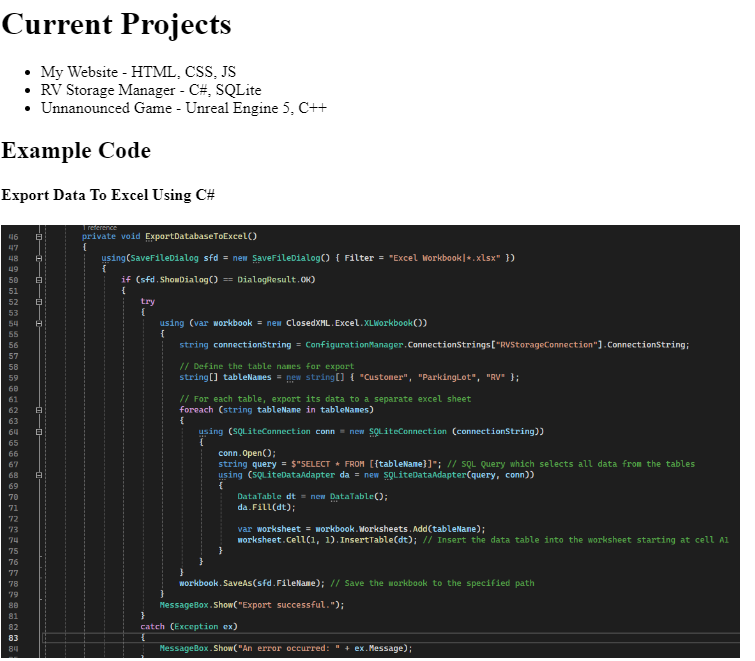 Current Projects
My Website - HTML, CSS, JS
RV Storage Manager - C#, SQLite
Unnanounced Game - Unreal Engine 5, C++
Example Code
Export Data To Excel Using C#
1 reference
46 private void ExportDatabaseToExcel()
47 {
48 using(SaveFileDialog sfd = new SaveFileDialog() { Filter = "Excel Workbook|*.xlsx" })
49 {
50 if (sfd.ShowDialog() == DialogResult.OK)
51 {
52 try
53 {
54 using (var workbook = new ClosedXML.Excel.XLWorkbook())
55 {
56 string connectionString = ConfigurationManager.ConnectionStrings["RVStorageConnection"].ConnectionString;
57
58 // Define the table names for export
59 string[] tableNames = new string[] { "Customer", "ParkingLot", "RV" };
60
61 // For each table, export its data to a separate excel sheet
62 foreach (string tableName in tableNames)
63 {
64 using (SQLiteConnection conn = new SQLiteConnection (connectionString))
65 {
66 conn.Open();
67 string query = $"SELECT * FROM [{tableName}]"; // SQL Query which selects all data from the tables
68 using (SQLiteDataAdapter da = new SQLiteDataAdapter(query, conn))
69 {
70 DataTable dt = new DataTable();
71 da.Fill(dt);
72
73 var worksheet = workbook.Worksheets.Add(tableName);
74 worksheet.Cell(1, 1).InsertTable(dt); // Insert the data table into the worksheet starting at cell A1
75 }
76 }
77 }
78 workbook.SaveAs(sfd.FileName); // Save the workbook to the specified path
79 }
80 MessageBox.Show("Export successful.");
81 }
82 catch (Exception ex)
83 {
84 MessageBox.Show("An error occurred: " + ex.Message);